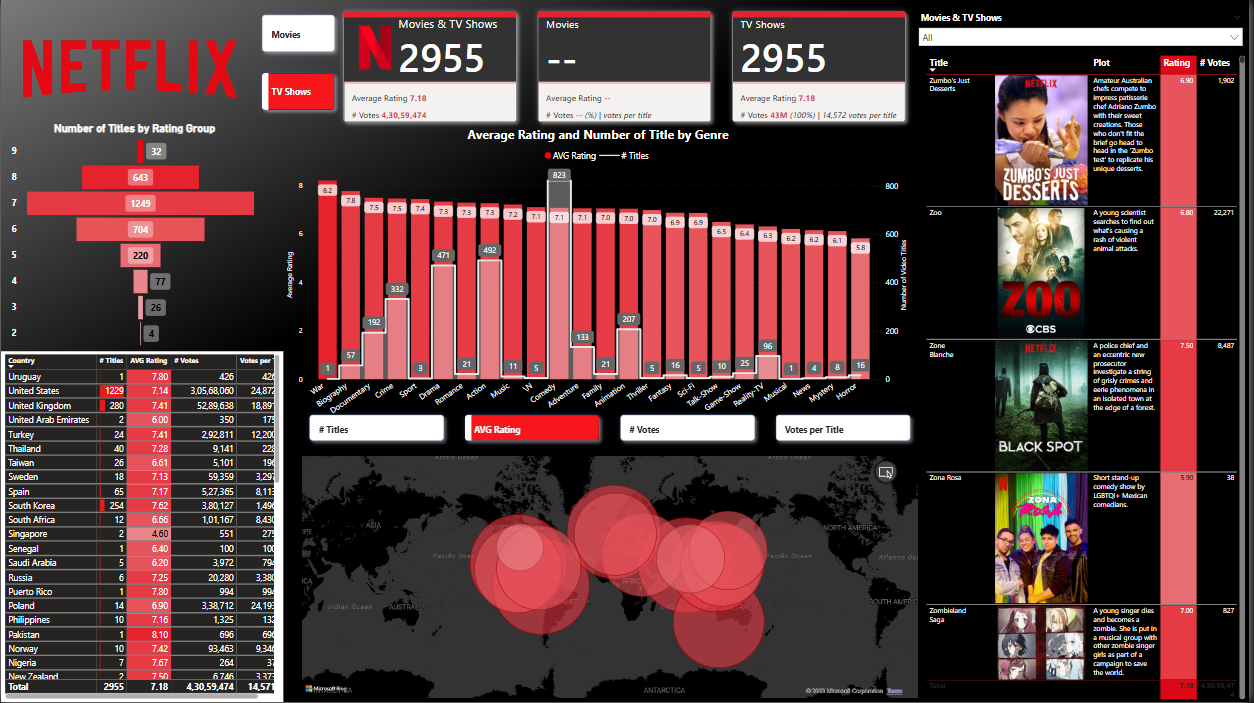 NETFLIX
Movies
TV Shows
Movies & TV Shows
2955
Average Rating 7.18
# Votes 4,30,59,474
Movies
--
Average Rating --
# Votes -- (%) | votes per title
TV Shows
2955
Average Rating 7.18
# Votes 43M (100%) | 14,572 votes per title
Number of Titles by Rating Group
9 32
8 643
7 1249
6 704
5 220
4 77
3 26
2 4
Average Rating and Number of Title by Genre
AVG Rating # Titles
Average Rating
8
6
4
2
0
8.2 7.8 7.5 7.5 7.4 7.3 7.3 7.3 7.2 7.1 7.1 7.1 7.0 7.0 7.0 6.9 6.9 6.5 6.4 6.3 6.2 6.2 6.1 5.8
1 57 192 332 3 471 21 492 11 5 823 133 21 207 5 16 5 10 25 96 1 4 8 16
War Biography Documentary Crime Sport Drama Romance Action Music \N Comedy Adventure Family Animation Thriller Fantasy Sci-Fi Talk-Show Game-Show Reality-TV Musical News Mystery Horror
800
600
400
200
0
Number of Video Titles
# Titles
AVG Rating
# Votes
Votes per Title
Country # Titles AVG Rating # Votes Votes per T
Uruguay 1 7.80 426 426
United States 1229 7.14 3,05,68,060 24,872
United Kingdom 280 7.41 52,89,638 18,891
United Arab Emirates 2 6.00 350 175
Turkey 24 7.41 2,92,811 12,200
Thailand 40 7.28 9,141 228
Taiwan 26 6.61 5,101 196
Sweden 18 7.13 59,359 3,297
Spain 65 7.17 5,27,365 8,113
South Korea 254 7.62 3,80,127 1,496
South Africa 12 6.66 1,01,167 8,430
Singapore 2 4.60 551 275
Senegal 1 6.40 100 100
Saudi Arabia 5 6.20 3,972 794
Russia 6 7.25 20,280 3,380
Puerto Rico 1 7.80 994 994
Poland 14 6.90 3,38,712 24,193
Philippines 10 7.16 1,325 132
Pakistan 1 8.10 696 696
Norway 10 7.42 93,463 9,346
Nigeria 7 7.67 264 37
New Zealand 2 7.50 6,746 3,373
Total 2955 7.18 4,30,59,474 14,571
Arctic Ocean
Arctic Ocean
ASIA
NORTH AMERICA
Pacific Ocean
Pacific Ocean
Atlantic Oc
AFRICA
ICA
Indian Ocean
AUSTRALIA
SOUTH AMERICA
ANTARCTICA
Microsoft Bing
© 2025 Microsoft Corporation Terms
Movies & TV Shows
All
Title Plot Rating # Votes
Zumbo's Just
Desserts
NETFLIX
ZUMBO'S JUST
DESSERTS
Amateur Australian
chefs compete to
impress patisserie
chef Adriano Zumbo
with their sweet
creations. Those
who don't fit the
brief go head to
head in the 'Zumbo
test' to replicate his
unique desserts.
6.90 1,902
Zoo
ZOO
CBS
A young scientist
searches to find out
what's causing a
rash of violent
animal attacks.
6.80 22,271
Zone
Blanche
NETFLIX
BLACK SPOT
A police chief and
an eccentric new
prosecutor
investigate a string
of grisly crimes and
eerie phenomena in
an isolated town at
the edge of a forest.
7.50 8,487
Zona Rosa
N
ZONA
Rosa
Short stand-up
comedy show by
LGBTQI+ Mexican
comedians.
5.90 38
Zombieland
Saga
A young singer dies
and becomes a
zombie. She is put in
a musical group with
other zombie singer
girls as part of a
campaign to save
the world.
7.00 827
Total 7.18 4,30,59,47
4